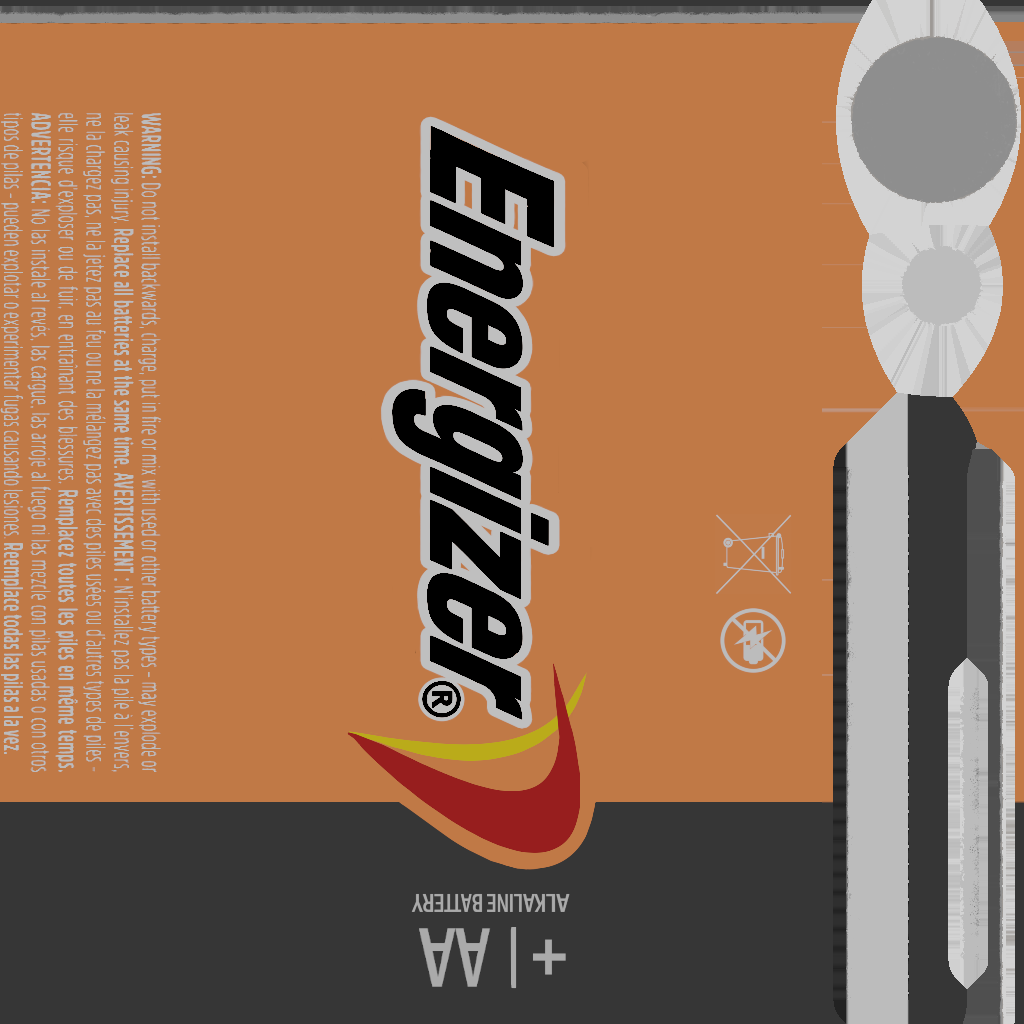 WARNING: Do not install backwards, charge, put in fire or mix with used or other battery types - may explode or
leak causing injury. Replace all batteries at the same time. AVERTISSEMENT : N'installez pas la pile à l'envers,
ne la chargez pas, ne la jetez pas au feu ou ne la mélangez pas avec des piles usées ou d'autres types de piles -
elle risque d'exploser ou de fuir, en entraînant des blessures. Remplacez toutes les piles en même temps.
ADVERTENCIA: No las instale al revés, las cargue, las arroje al fuego ni las mezcle con pilas usadas o con otros
tipos de pilas - pueden explotar o experimentar fugas causando lesiones. Reemplace todas las pilas a la vez.
Energizer®
+ | AA
ALKALINE BATTERY